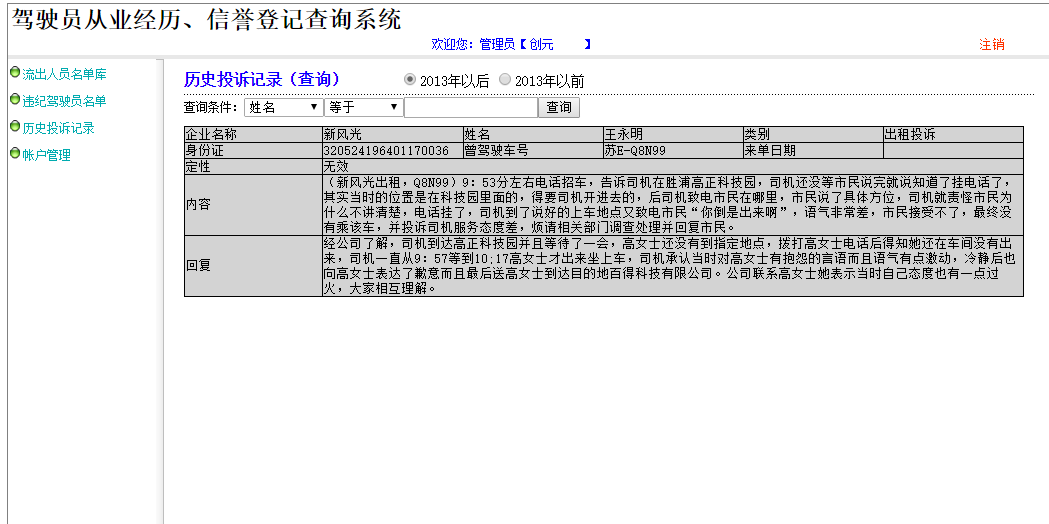 驾驶员从业经历、信誉登记查询系统
欢迎您: 管理员【 创元 】
注销
流出人员名单库
违纪驾驶员名单
历史投诉记录
帐户管理
历史投诉记录（查询） 2013年以后 2013年以前
查询条件: 姓名 等于 查询
企业名称 新风光 姓名 王永明 类别 出租投诉
身份证 320524196401170036 曾驾驶车号 苏E-Q8N99 来单日期
定性 无效
内容
（新风光出租，Q8N99）9：53分左右电话招车，告诉司机在胜浦高正科技园，司机还没等市民说完就说知道了挂电话了，
其实当时的位置是在科技园里面的，得要司机开进去的，后司机致电市民在哪里，市民说了具体方位，司机就责怪市民为
什么不讲清楚，电话挂了，司机到了说好的上车地点又致电市民“你倒是出来啊”，语气非常差，市民接受不了，最终没
有乘该车，并投诉司机服务态度差，烦请相关部门调查处理并回复市民。
回复
经公司了解，司机到达高正科技园并且等待了一会，高女士还没有到指定地点，拨打高女士电话后得知她还在车间没有出
来，司机一直从9：57等到10;17高女士才出来坐上车，司机承认当时对高女士有抱怨的言语而且语气有点激动，冷静后也
向高女士表达了歉意而且最后送高女士到达目的地百得科技有限公司。公司联系高女士她表示当时自己态度也有一点过
火，大家相互理解。